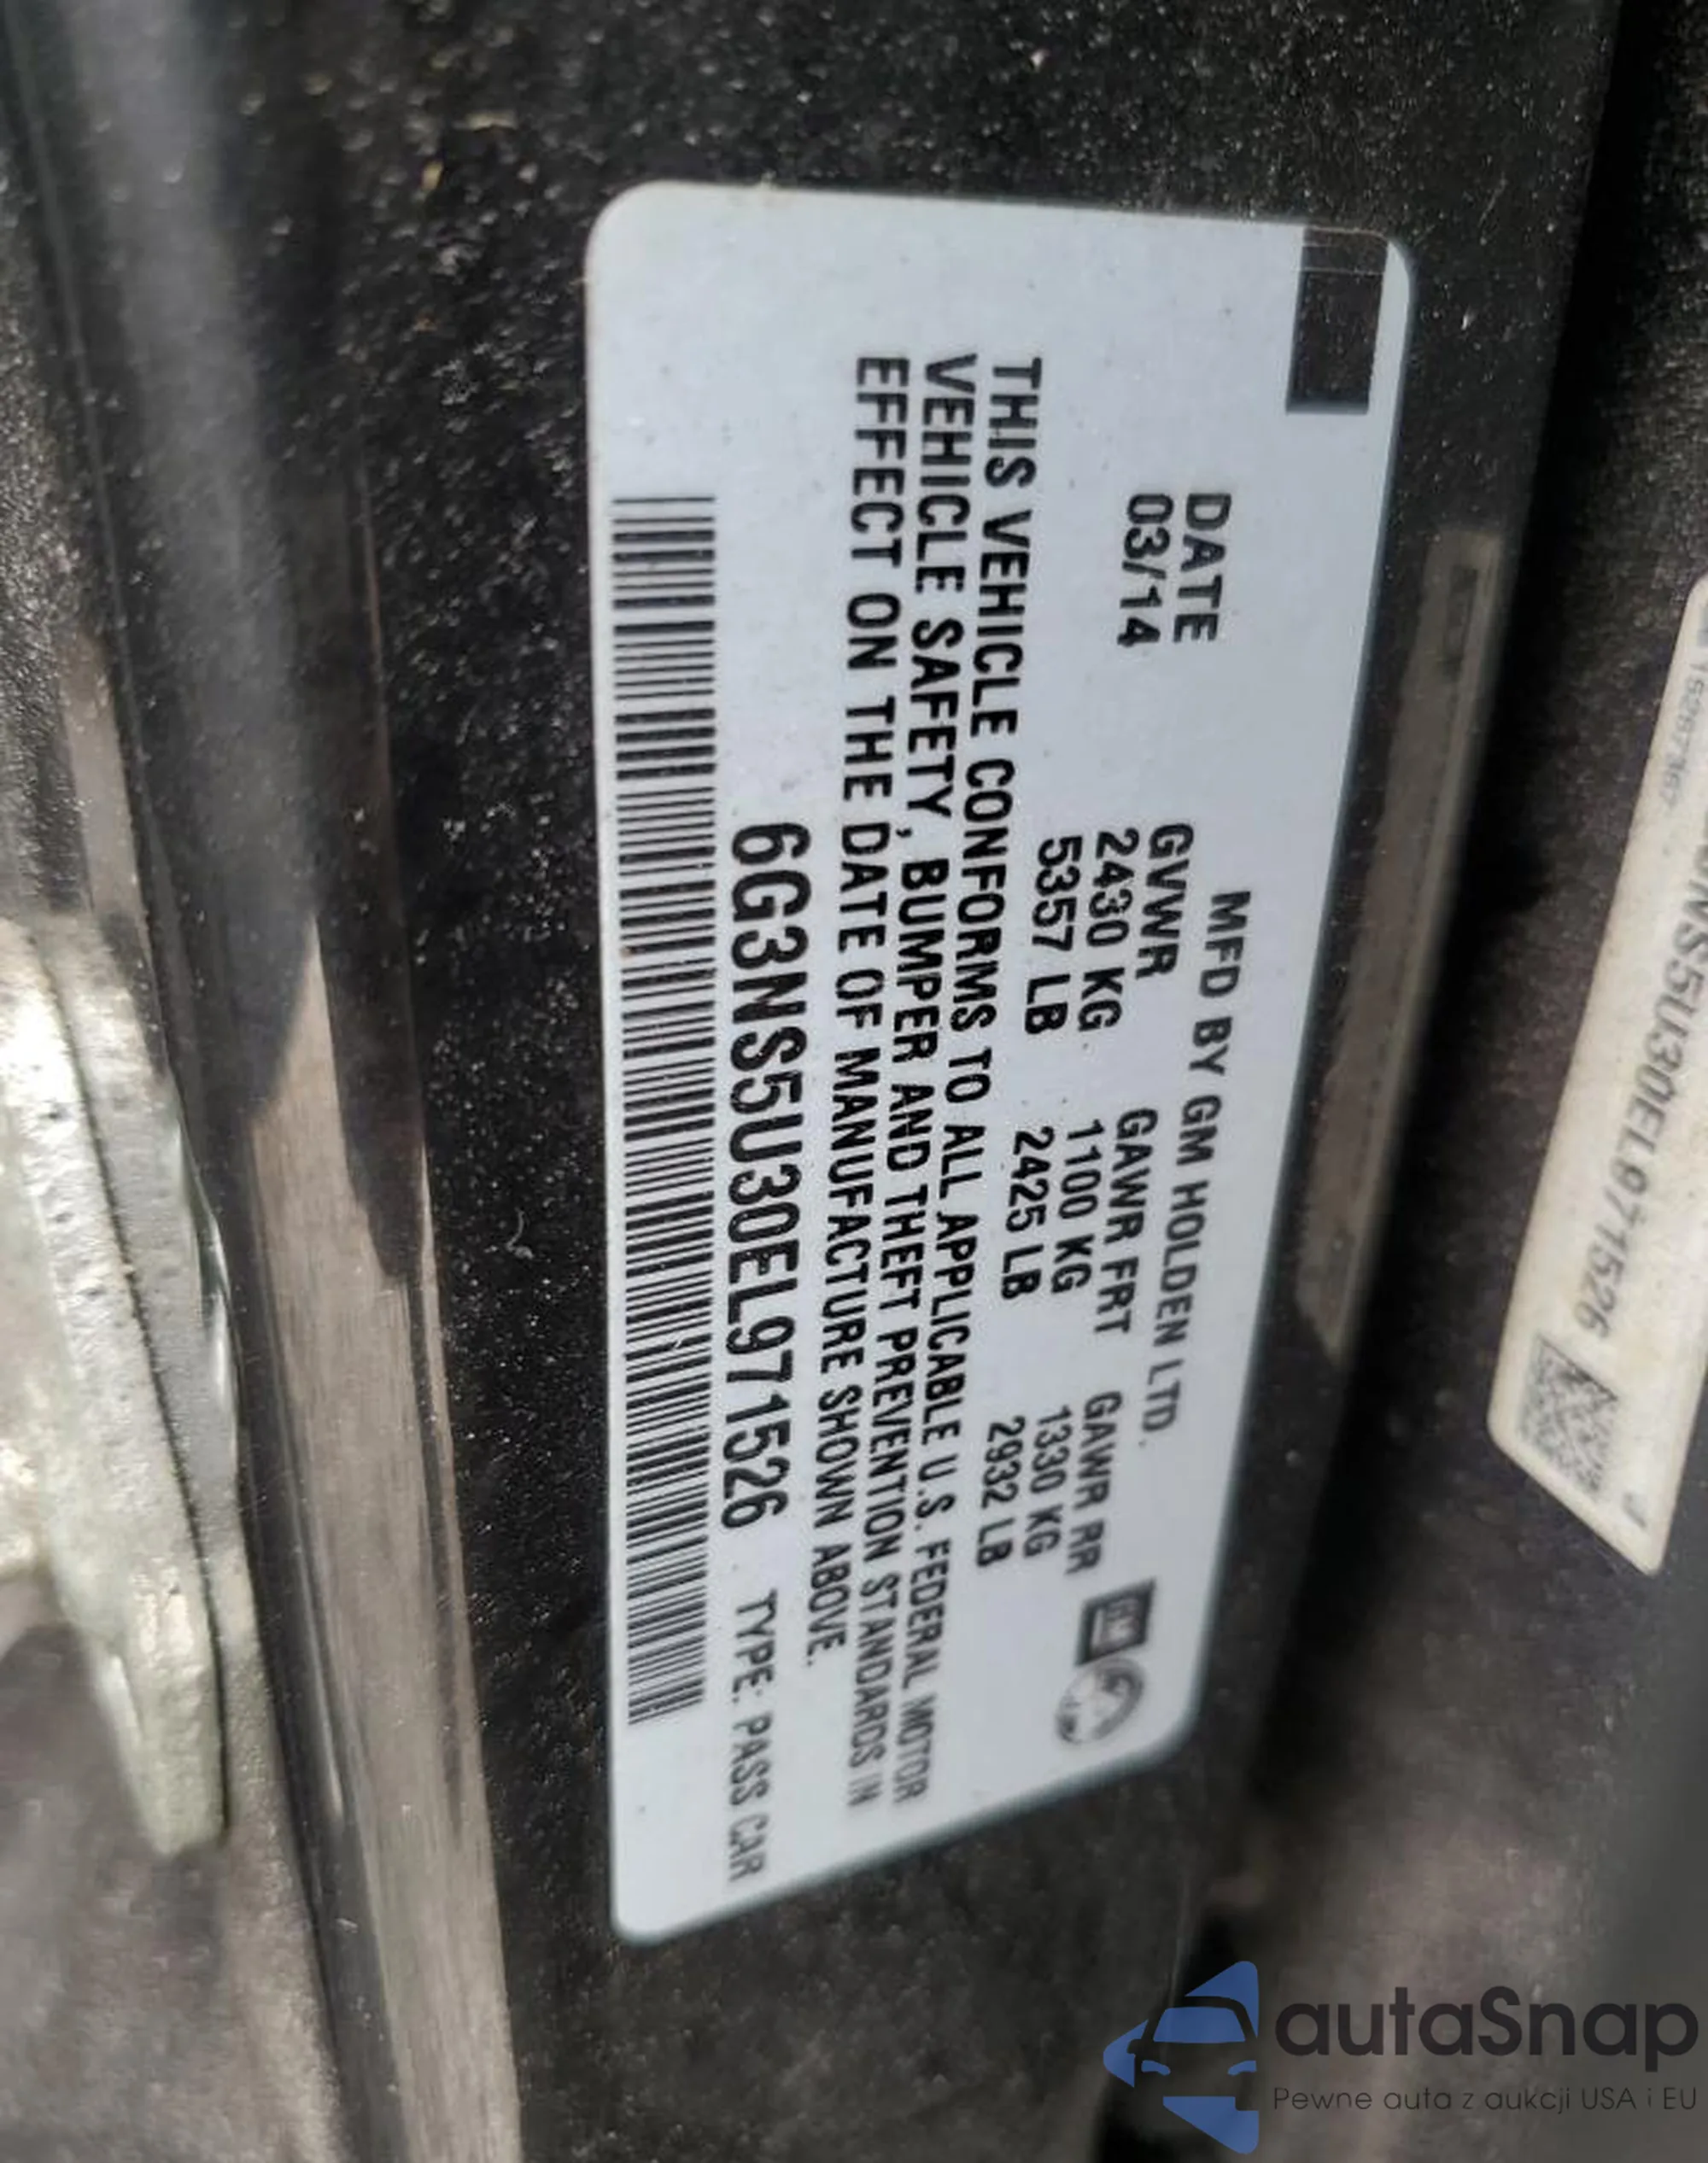 MFD BY GM HOLDEN LTD.
DATE GVWR GAWR FRT GAWR RR
03/14 2430 KG 1100 KG 1330 KG
5357 LB 2425 LB 2932 LB
GM
THIS VEHICLE CONFORMS TO ALL APPLICABLE U.S. FEDERAL MOTOR
VEHICLE SAFETY, BUMPER AND THEFT PREVENTION STANDARDS IN
EFFECT ON THE DATE OF MANUFACTURE SHOWN ABOVE.
6G3NS5U30EL971526 TYPE: PASS CAR
NS5U30EL971526
autaSnap
Pewne auta z aukcji USA i EU